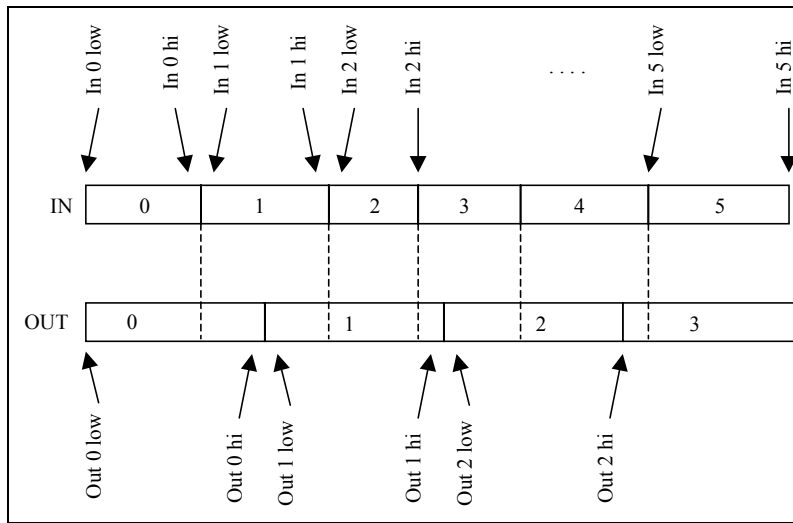 In 0 low
In 0 hi
In 1 low
In 1 hi
In 2 low
In 2 hi
. . . .
In 5 low
In 5 hi
IN 0 1 2 3 4 5
OUT 0 1 2 3
Out 0 low
Out 0 hi
Out 1 low
Out 1 hi
Out 2 low
Out 2 hi